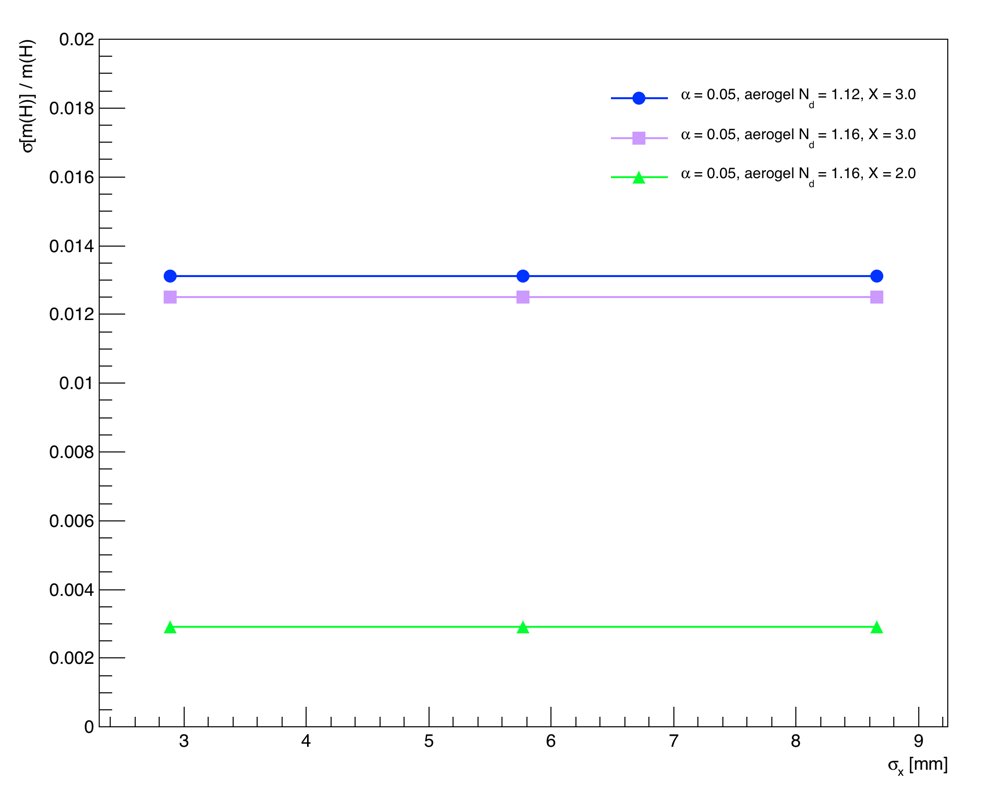 σ[m(H)] / m(H)
0.02
0.018
0.016
0.014
0.012
0.01
0.008
0.006
0.004
0.002
0
α = 0.05, aerogel N_d = 1.12, X = 3.0
α = 0.05, aerogel N_d = 1.16, X = 3.0
α = 0.05, aerogel N_d = 1.16, X = 2.0
3 4 5 6 7 8 9
σ_x [mm]